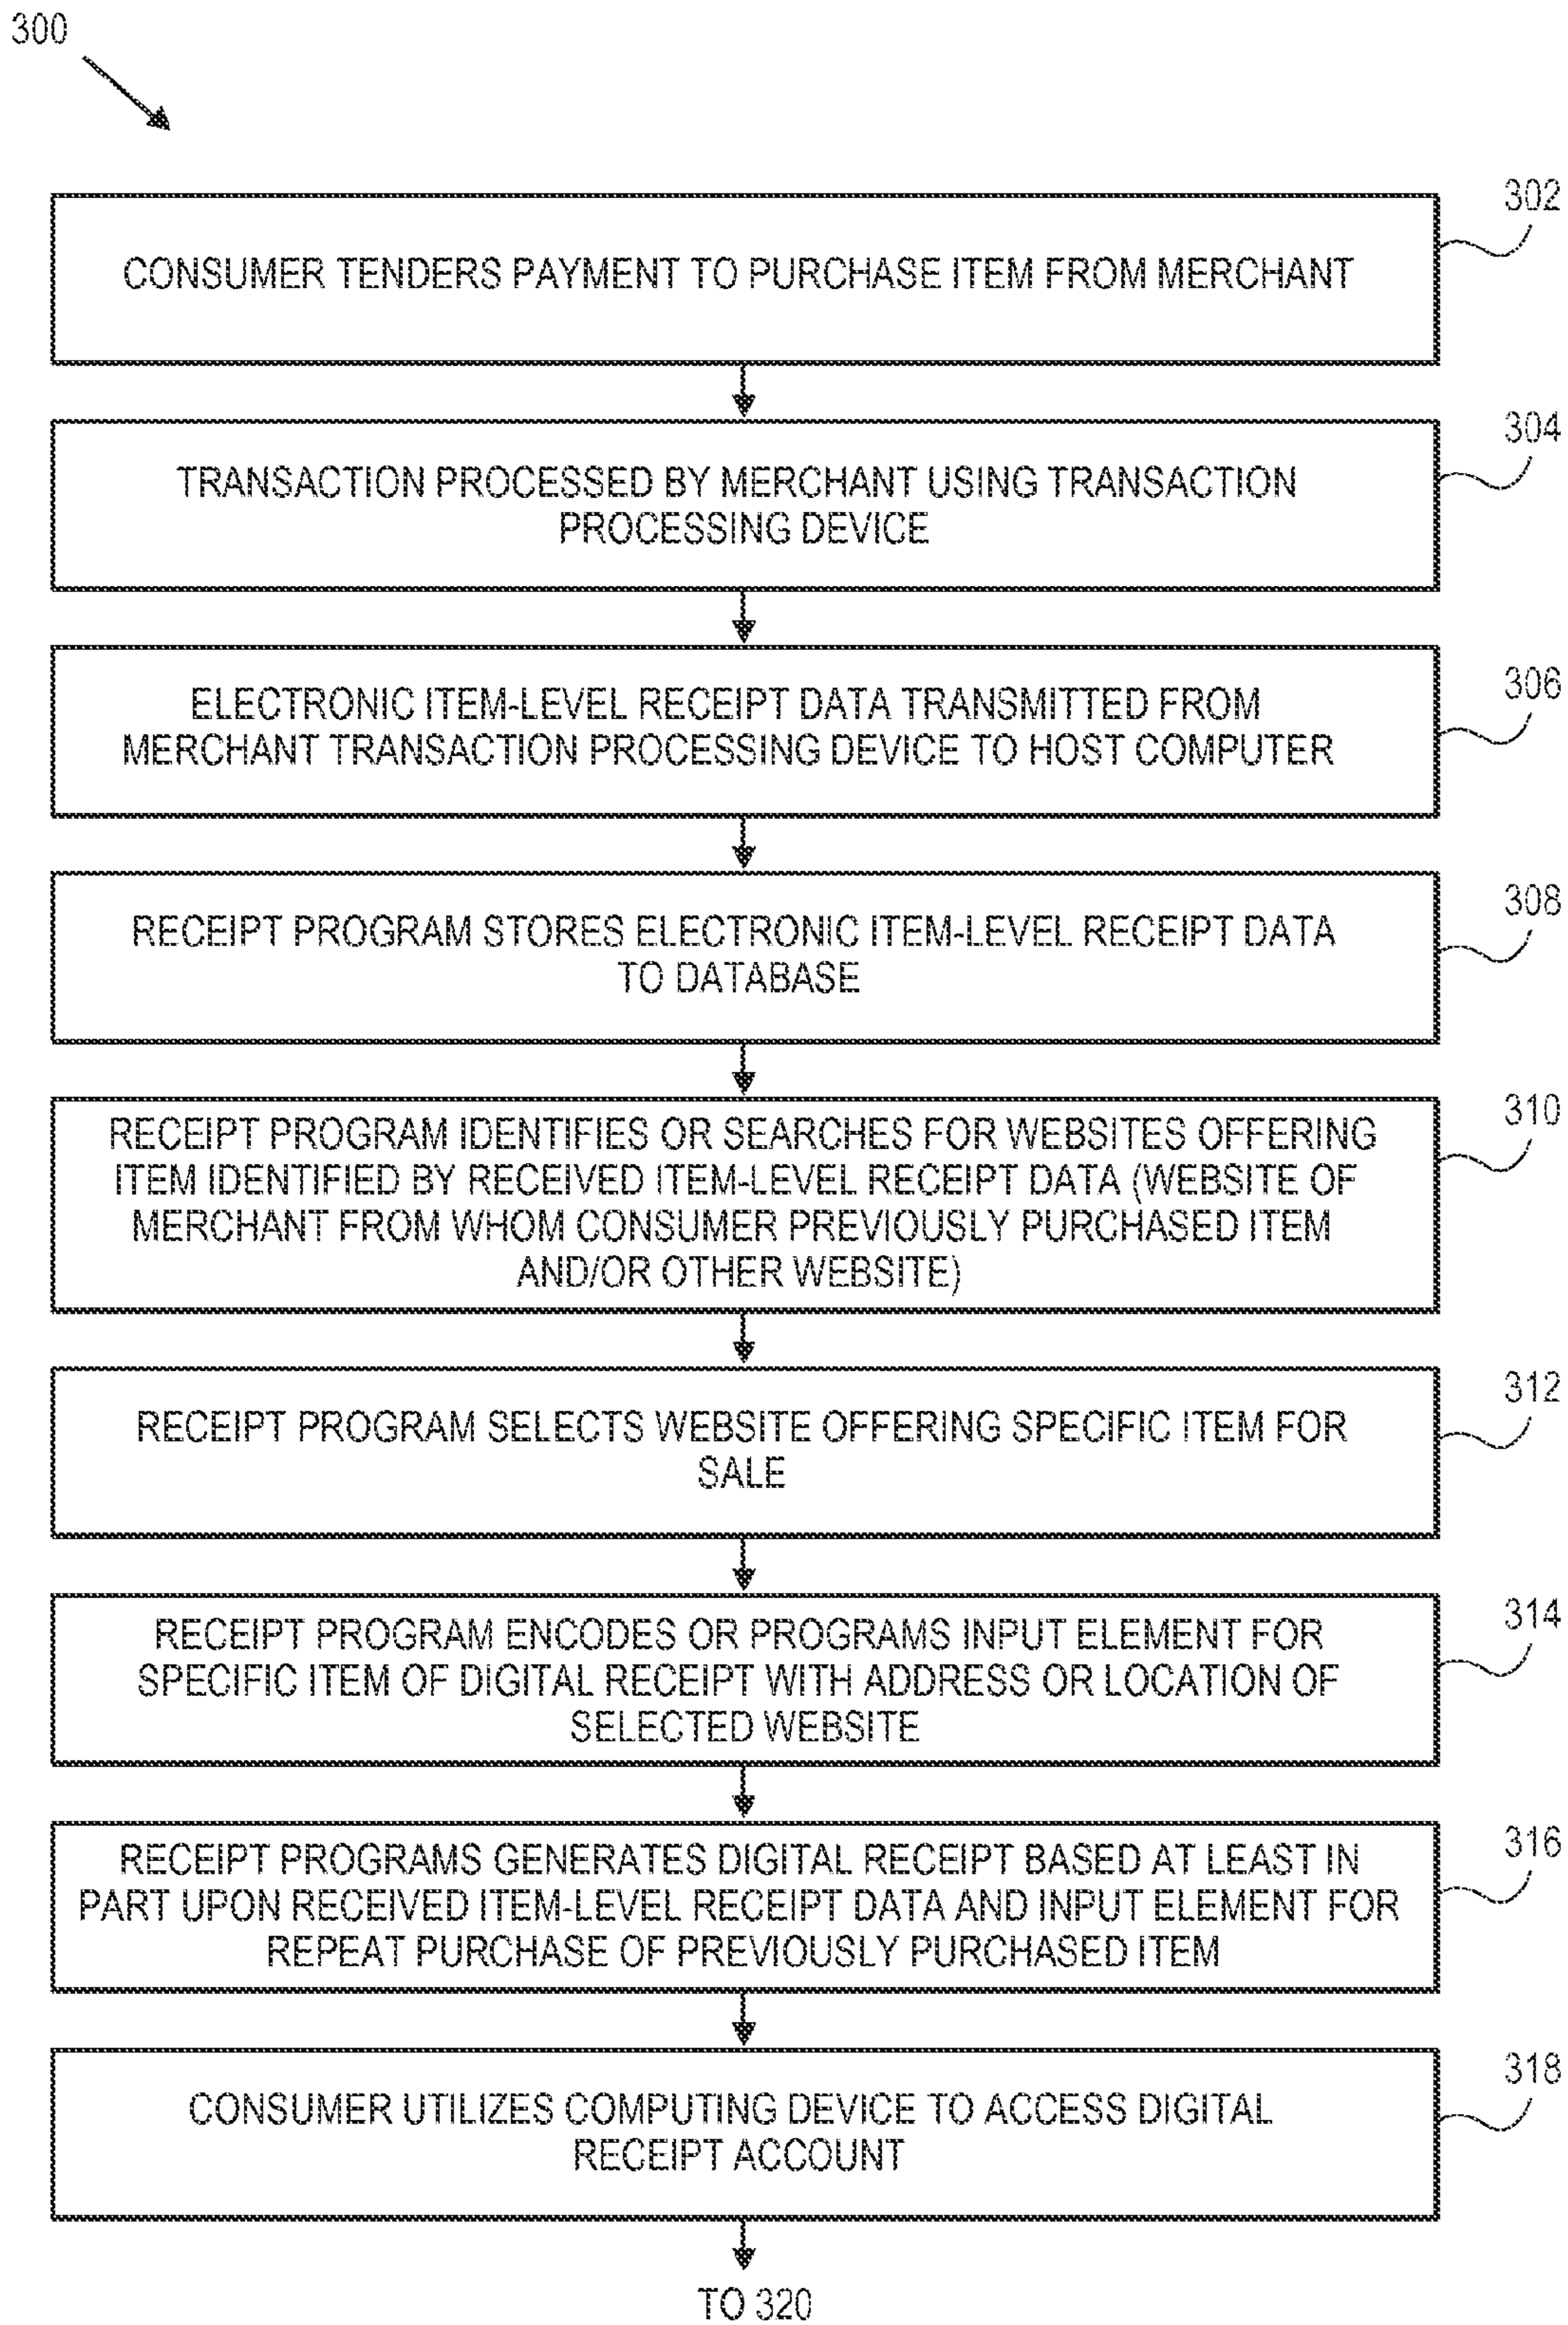 300
302
CONSUMER TENDERS PAYMENT TO PURCHASE ITEM FROM MERCHANT
304
TRANSACTION PROCESSED BY MERCHANT USING TRANSACTION
PROCESSING DEVICE
306
ELECTRONIC ITEM-LEVEL RECEIPT DATA TRANSMITTED FROM
MERCHANT TRANSACTION PROCESSING DEVICE TO HOST COMPUTER
308
RECEIPT PROGRAM STORES ELECTRONIC ITEM-LEVEL RECEIPT DATA
TO DATABASE
310
RECEIPT PROGRAM IDENTIFIES OR SEARCHES FOR WEBSITES OFFERING
ITEM IDENTIFIED BY RECEIVED ITEM-LEVEL RECEIPT DATA (WEBSITE OF
MERCHANT FROM WHOM CONSUMER PREVIOUSLY PURCHASED ITEM
AND/OR OTHER WEBSITE)
312
RECEIPT PROGRAM SELECTS WEBSITE OFFERING SPECIFIC ITEM FOR
SALE
314
RECEIPT PROGRAM ENCODES OR PROGRAMS INPUT ELEMENT FOR
SPECIFIC ITEM OF DIGITAL RECEIPT WITH ADDRESS OR LOCATION OF
SELECTED WEBSITE
316
RECEIPT PROGRAMS GENERATES DIGITAL RECEIPT BASED AT LEAST IN
PART UPON RECEIVED ITEM-LEVEL RECEIPT DATA AND INPUT ELEMENT FOR
REPEAT PURCHASE OF PREVIOUSLY PURCHASED ITEM
318
CONSUMER UTILIZES COMPUTING DEVICE TO ACCESS DIGITAL
RECEIPT ACCOUNT
TO 320